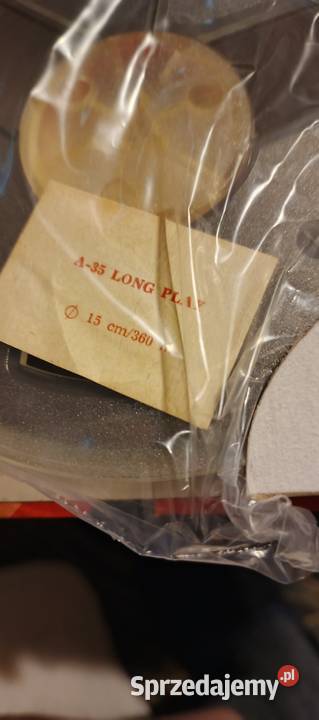 A-35 LONG PLAY
Ø 15 cm/360
Sprzedajemy.pl